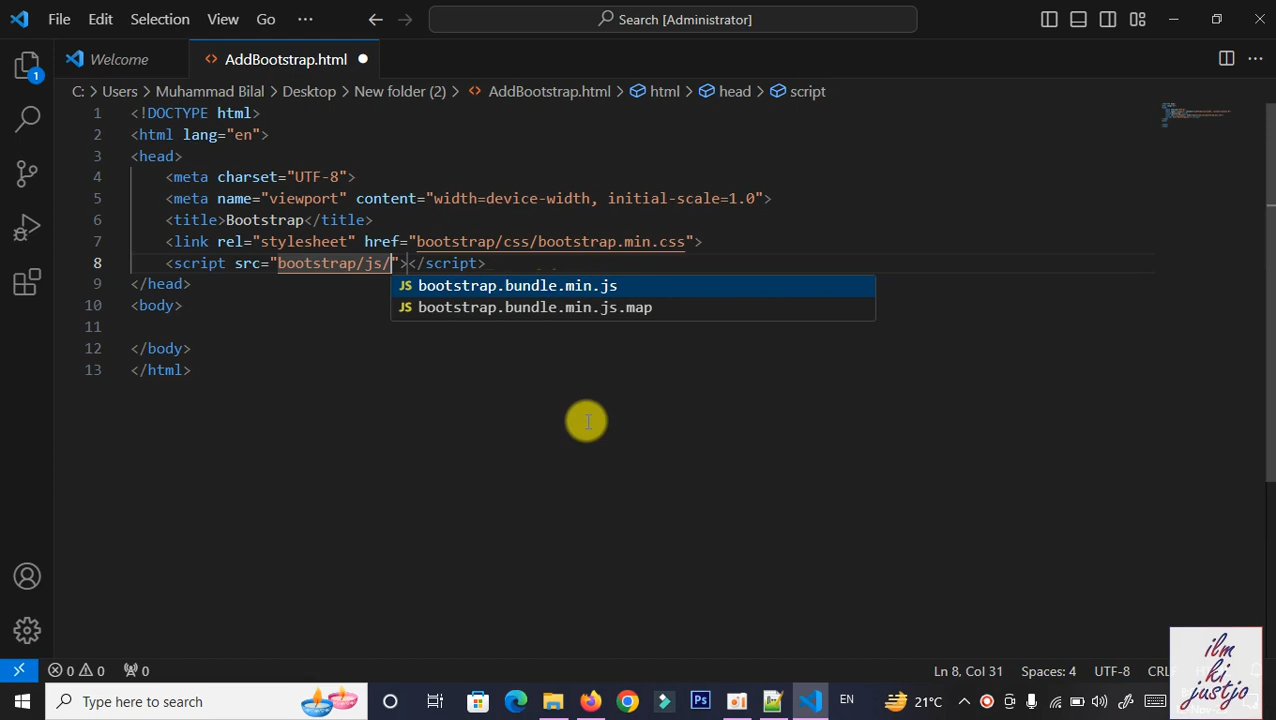 File Edit Selection View Go ··· Search [Administrator]
Welcome AddBootstrap.html
C: > Users > Muhammad Bilal > Desktop > New folder (2) > AddBootstrap.html > html > head > script
1 <!DOCTYPE html>
2 <html lang="en">
3 <head>
4 <meta charset="UTF-8">
5 <meta name="viewport" content="width=device-width, initial-scale=1.0">
6 <title>Bootstrap</title>
7 <link rel="stylesheet" href="bootstrap/css/bootstrap.min.css">
8 <script src="bootstrap/js/"></script>
JS bootstrap.bundle.min.js
JS bootstrap.bundle.min.js.map
9 </head>
10 <body>
11
12 </body>
13 </html>
1
0 0 0 Ln 8, Col 31 Spaces: 4 UTF-8 CRL
ilm
ki
justjo
Type here to search Ps EN 21°C